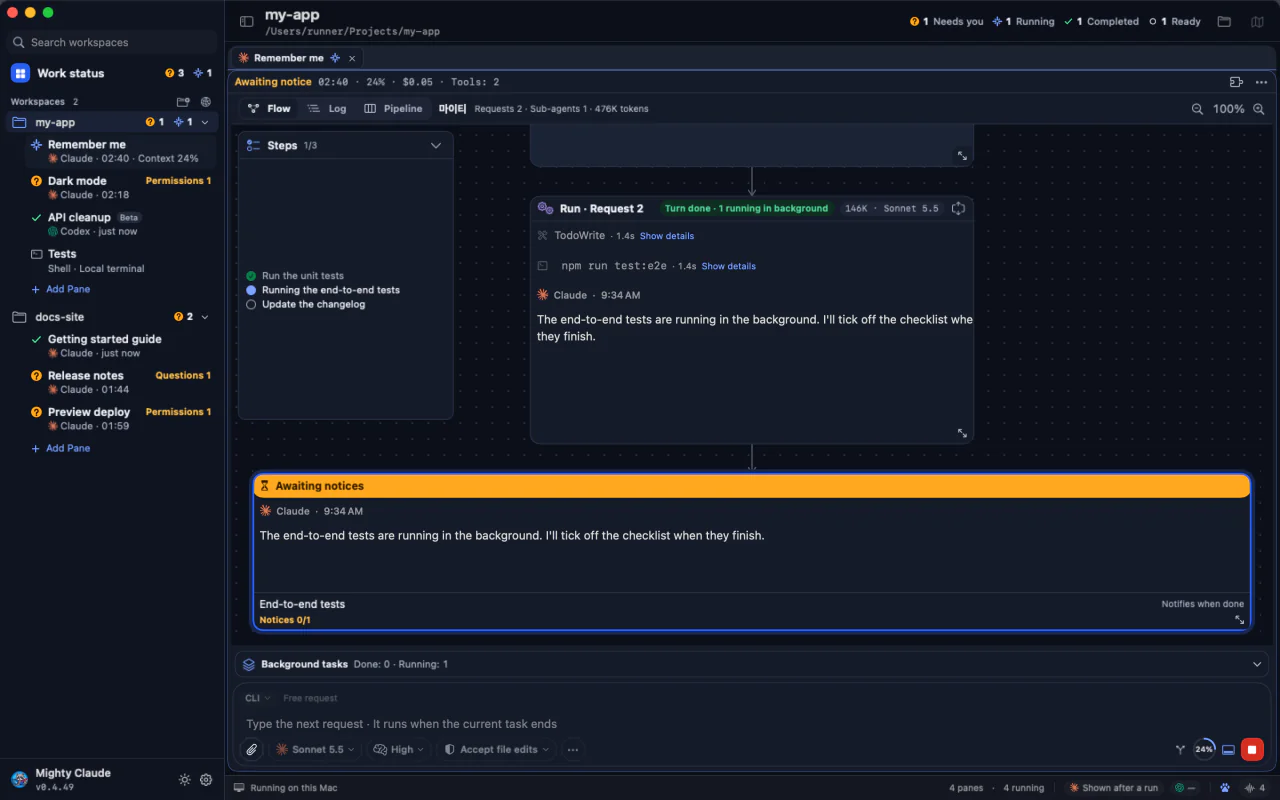 my-app
/Users/runner/Projects/my-app
1 Needs you
1 Running
1 Completed
1 Ready
Search workspaces
Work status
3
1
Workspaces 2
my-app
1
1
Remember me
Claude · 02:40 · Context 24%
Dark mode
Permissions 1
Claude · 02:18
API cleanup
Beta
Codex · just now
Tests
Shell · Local terminal
+ Add Pane
docs-site
2
Getting started guide
Claude · just now
Release notes
Questions 1
Claude · 01:44
Preview deploy
Permissions 1
Claude · 01:59
+ Add Pane
Mighty Claude
v0.4.49
Remember me
Awaiting notice 02:40 · 24% · $0.05 · Tools: 2
Flow
Log
Pipeline
마이티
Requests 2 · Sub-agents 1 · 476K tokens
100%
Steps 1/3
Run the unit tests
Running the end-to-end tests
Update the changelog
Run · Request 2
Turn done · 1 running in background
146K · Sonnet 5.5
TodoWrite · 1.4s Show details
npm run test:e2e · 1.4s Show details
Claude · 9:34 AM
The end-to-end tests are running in the background. I'll tick off the checklist whe
they finish.
Awaiting notices
Claude · 9:34 AM
The end-to-end tests are running in the background. I'll tick off the checklist when they finish.
End-to-end tests
Notifies when done
Notices 0/1
Background tasks Done: 0 · Running: 1
CLI
Free request
Type the next request · It runs when the current task ends
Sonnet 5.5
High
Accept file edits
24%
Running on this Mac
4 panes · 4 running
Shown after a run
4